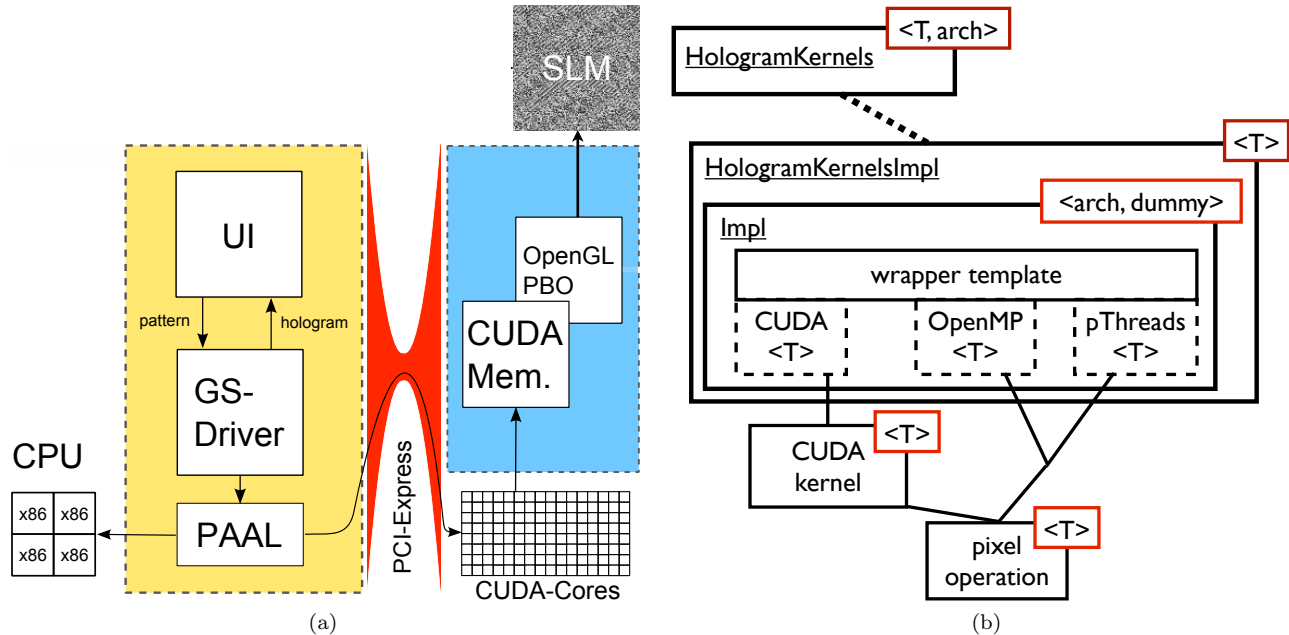 SLM
UI
pattern
hologram
GS-
Driver
CPU
x86 x86
x86 x86
PAAL
PCI-Express
OpenGL
PBO
CUDA
Mem.
CUDA-Cores
(a)
<T, arch>
HologramKernels
<T>
HologramKernelsImpl
<arch, dummy>
Impl
wrapper template
CUDA
<T>
OpenMP
<T>
pThreads
<T>
<T>
CUDA
kernel
<T>
pixel
operation
(b)